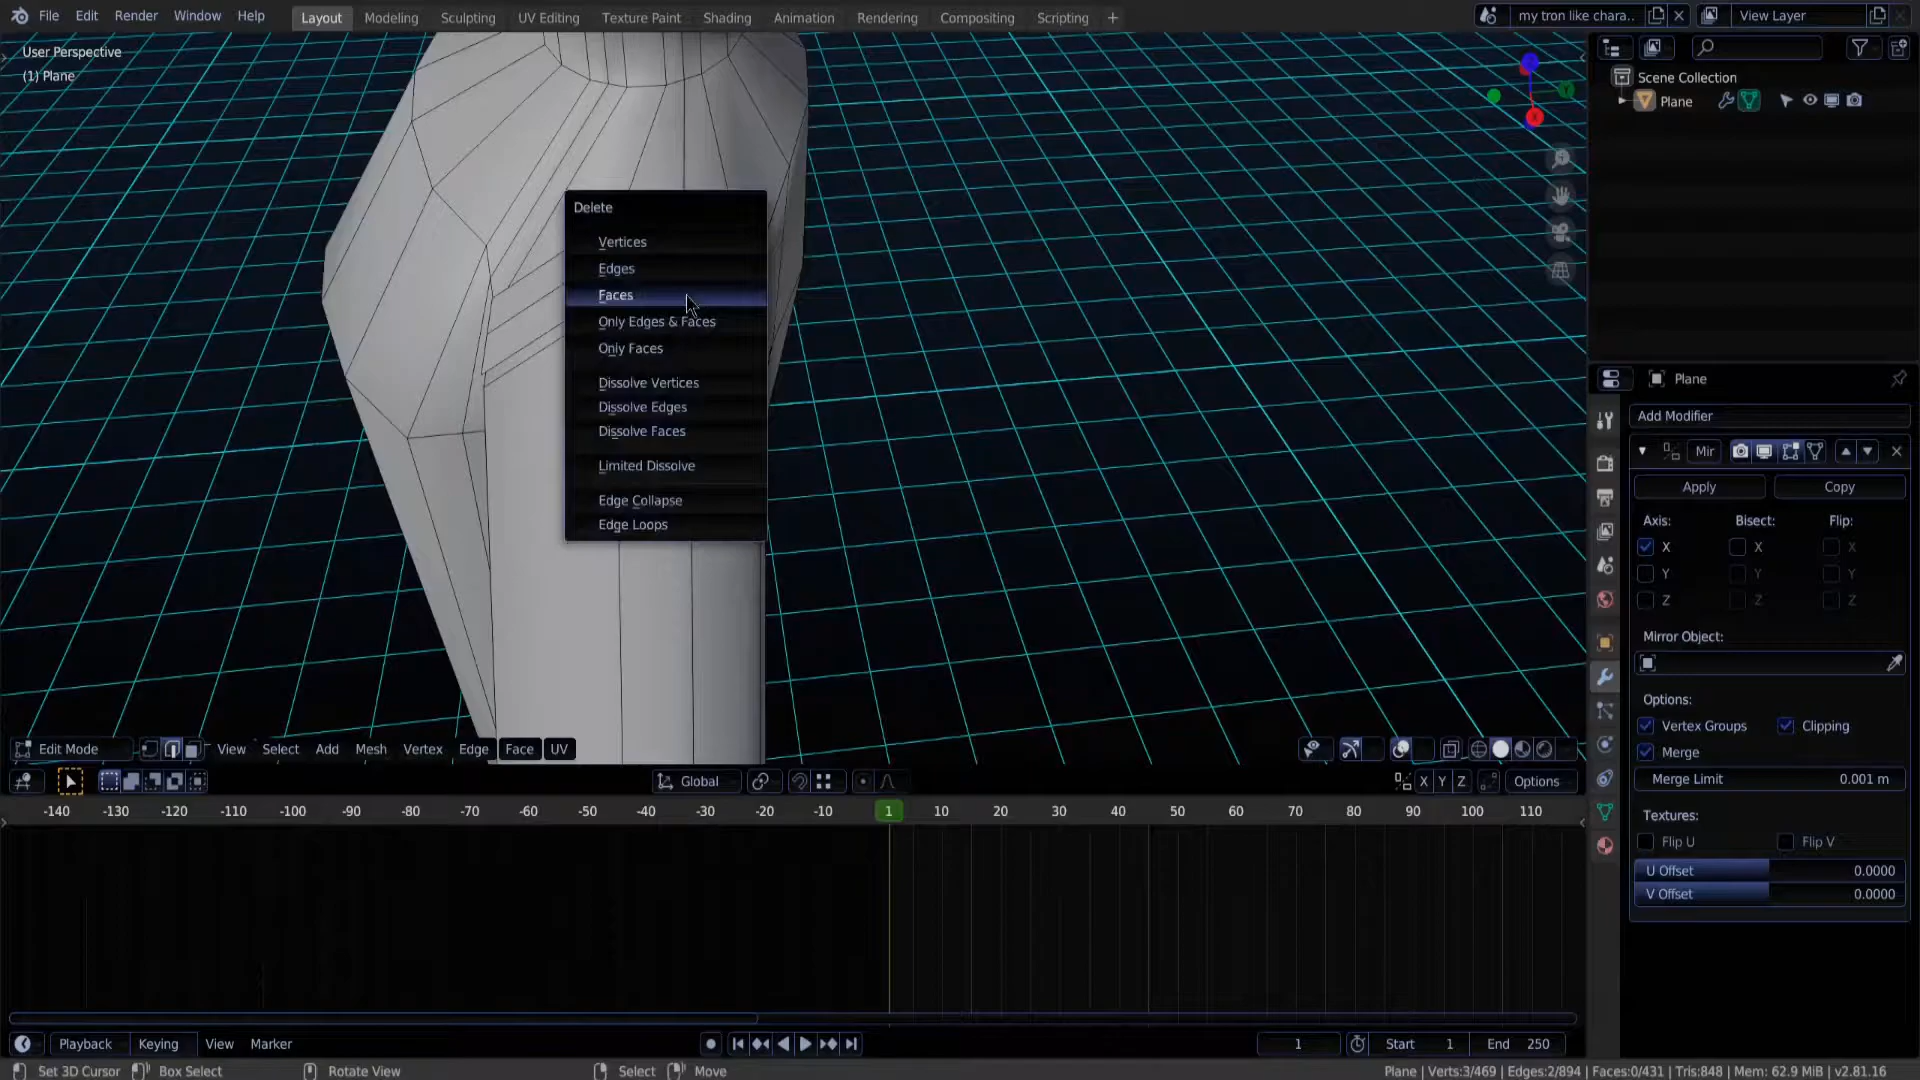 File Edit Render Window Help Layout Modeling Sculpting UV Editing Texture Paint Shading Animation Rendering Compositing Scripting + my tron like chara.. View Layer
User Perspective
(1) Plane
Scene Collection
Plane
Delete
Vertices
Edges
Faces
Only Edges & Faces
Only Faces
Dissolve Vertices
Dissolve Edges
Dissolve Faces
Limited Dissolve
Edge Collapse
Edge Loops
Plane
Add Modifier
Mir
Apply Copy
Axis: Bisect: Flip:
X X X
Y Y Y
Z Z Z
Mirror Object:
Options:
Vertex Groups Clipping
Merge
Merge Limit 0.001 m
Textures:
Flip U Flip V
U Offset 0.0000
V Offset 0.0000
Edit Mode View Select Add Mesh Vertex Edge Face UV
Global X Y Z Options
-140 -130 -120 -110 -100 -90 -80 -70 -60 -50 -40 -30 -20 -10 1 10 20 30 40 50 60 70 80 90 100 110
Playback Keying View Marker 1 Start 1 End 250
Set 3D Cursor Box Select Rotate View Select Move Plane | Verts:3/469 | Edges:2/894 | Faces:0/431 | Tris:848 | Mem: 62.9 MiB | v2.81.16